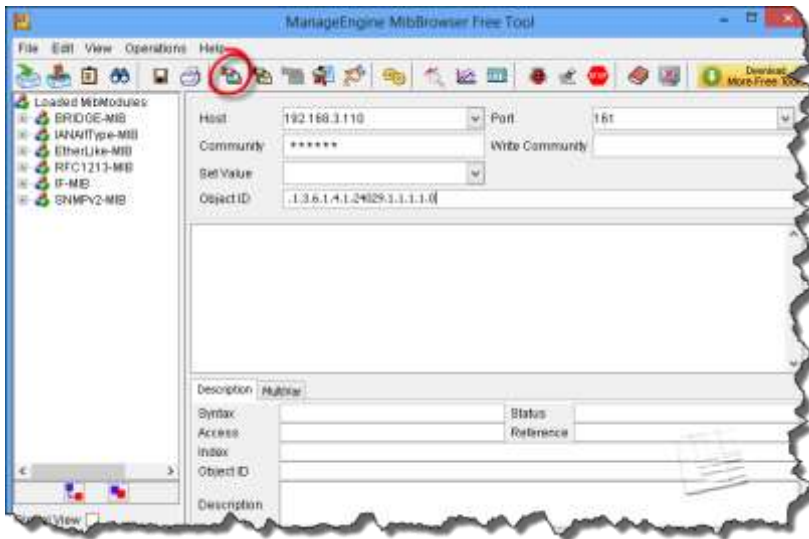 ManageEngine MibBrowser Free Tool
File Edit View Operations Help
Download
More Free Tools
Loaded MibModules
BRIDGE-MIB
IANAifType-MIB
EtherLike-MIB
RFC1213-MIB
IF-MIB
SNMPv2-MIB
Host 192.168.3.110 Port 161
Community ****** Write Community
Set Value
Object ID .1.3.6.1.4.1.24029.1.1.1.1.0
Description MultiVar
Syntax Status
Access Reference
Index
Object ID
Description
View